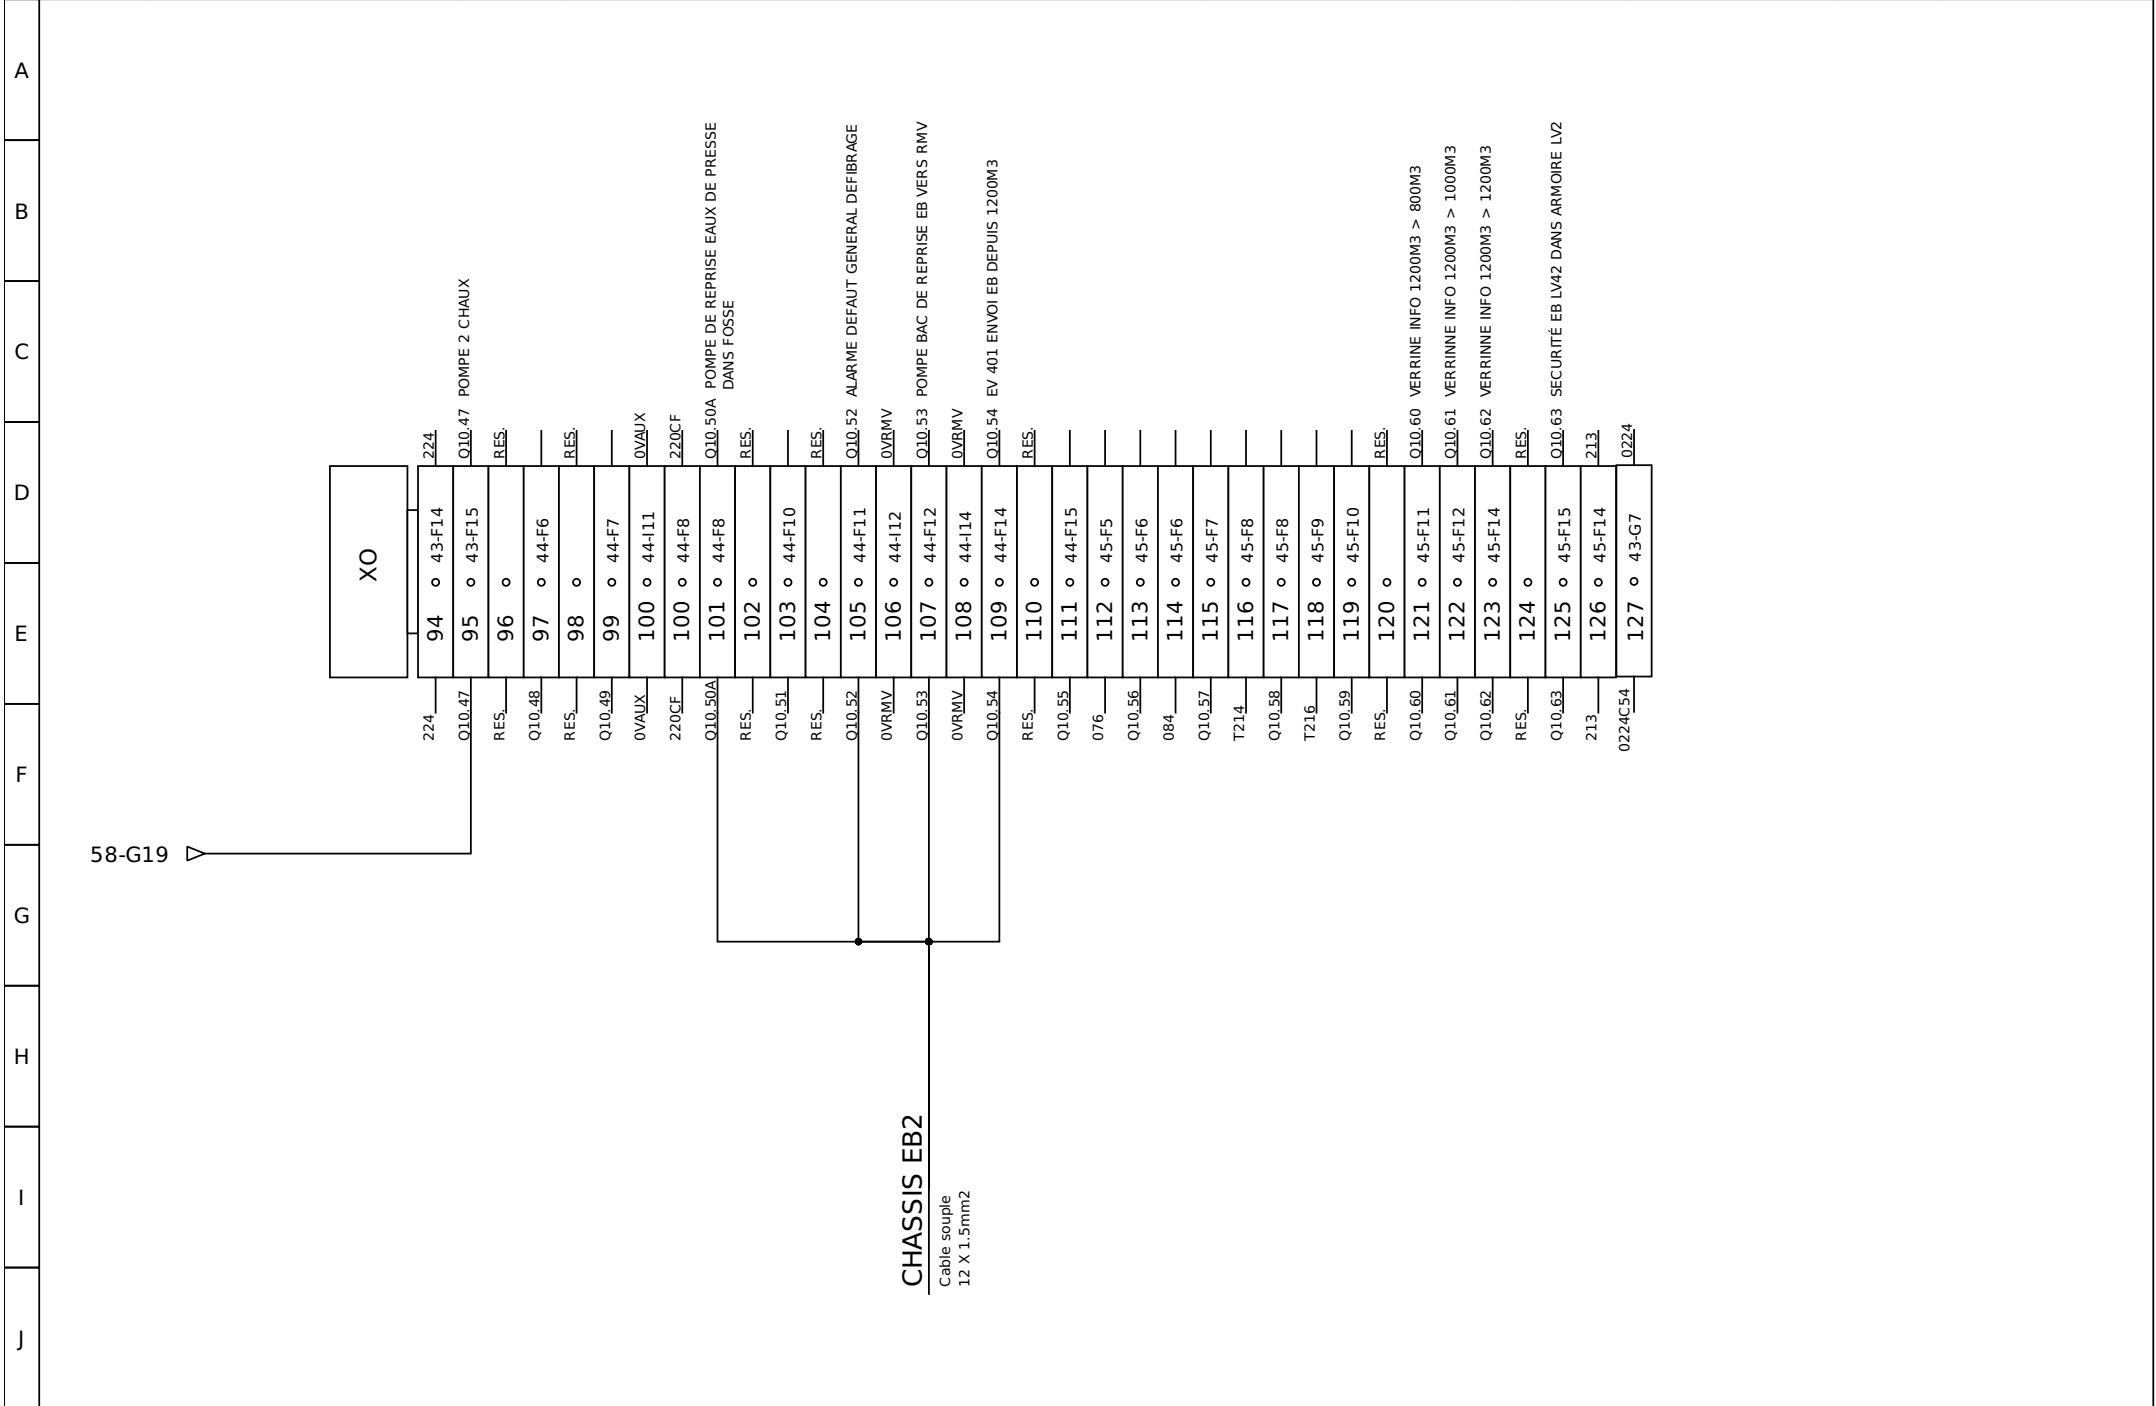 A
B
C
D
E
F
G
H
I
J
224
Q10.47 POMPE 2 CHAUX
RES.
RES.
0VAUX
220CF
Q10.50A POMPE DE REPRISE EAUX DE PRESSE
DANS FOSSE
RES.
RES.
Q10.52 ALARME DEFAUT GENERAL DEFIBRAGE
0VRMV
Q10.53 POMPE BAC DE REPRISE EB VERS RMV
0VRMV
Q10.54 EV 401 ENVOI EB DEPUIS 1200M3
RES.
RES.
Q10.60 VERRINE INFO 1200M3 > 800M3
Q10.61 VERRINNE INFO 1200M3 > 1000M3
Q10.62 VERRINNE INFO 1200M3 > 1200M3
RES.
Q10.63 SECURITÉ EB LV42 DANS ARMOIRE LV2
213
0224
XO
94 43-F14
95 43-F15
96
97 44-F6
98
99 44-F7
100 44-I11
100 44-F8
101 44-F8
102
103 44-F10
104
105 44-F11
106 44-I12
107 44-F12
108 44-I14
109 44-F14
110
111 44-F15
112 45-F5
113 45-F6
114 45-F6
115 45-F7
116 45-F8
117 45-F8
118 45-F9
119 45-F10
120
121 45-F11
122 45-F12
123 45-F14
124
125 45-F15
126 45-F14
127 43-G7
224
Q10.47
RES.
Q10.48
RES.
Q10.49
0VAUX
220CF
Q10.50A
RES.
Q10.51
RES.
Q10.52
0VRMV
Q10.53
0VRMV
Q10.54
RES.
Q10.55
076
Q10.56
084
Q10.57
T214
Q10.58
T216
Q10.59
RES.
Q10.60
Q10.61
Q10.62
RES.
Q10.63
213
0224C54
58-G19
CHASSIS EB2
Cable souple
12 X 1.5mm2